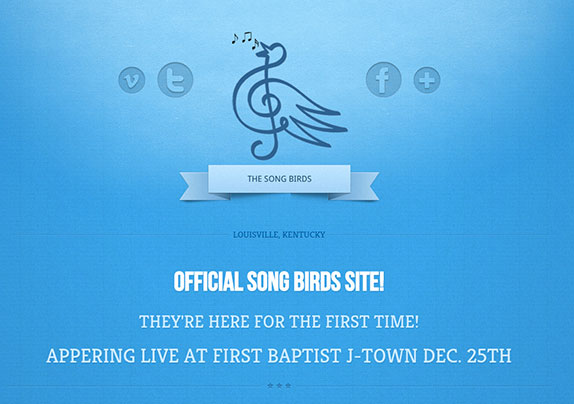 THE SONG BIRDS
LOUISVILLE, KENTUCKY
OFFICIAL SONG BIRDS SITE!
THEY'RE HERE FOR THE FIRST TIME!
APPERING LIVE AT FIRST BAPTIST J-TOWN DEC. 25TH